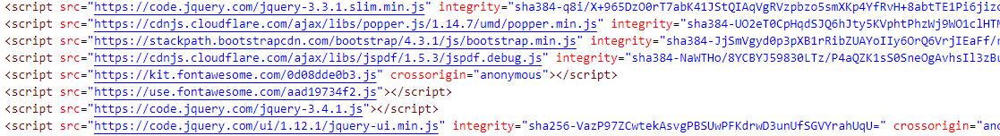 <script src="https://code.jquery.com/jquery-3.3.1.slim.min.js" integrity="sha384-q8i/X+965DzO0rT7abK41JStQIAqVgRVzpbzo5smXKp4YfRvH+8abtTE1Pi6jizo
<script src="https://cdnjs.cloudflare.com/ajax/libs/popper.js/1.14.7/umd/popper.min.js" integrity="sha384-UO2eT0CpHqdSJQ6hJty5KVphtPhzWj9WO1clHTM
<script src="https://stackpath.bootstrapcdn.com/bootstrap/4.3.1/js/bootstrap.min.js" integrity="sha384-JjSmVgyd0p3pXB1rRibZUAYoIIy6OrQ6VrjIEaFf/n
<script src="https://cdnjs.cloudflare.com/ajax/libs/jspdf/1.5.3/jspdf.debug.js" integrity="sha384-NaWTHo/8YCBYJ59830LTz/P4aQZK1sS0SneOgAvhsIl3zBu
<script src="https://kit.fontawesome.com/0d08dde0b3.js" crossorigin="anonymous"></script>
<script src="https://use.fontawesome.com/aad19734f2.js"></script>
<script src="https://code.jquery.com/jquery-3.4.1.js"></script>
<script src="https://code.jquery.com/ui/1.12.1/jquery-ui.min.js" integrity="sha256-VazP97ZCwtekAsvgPBSUwPFKdrwD3unUfSGVYrahUqU=" crossorigin="ano